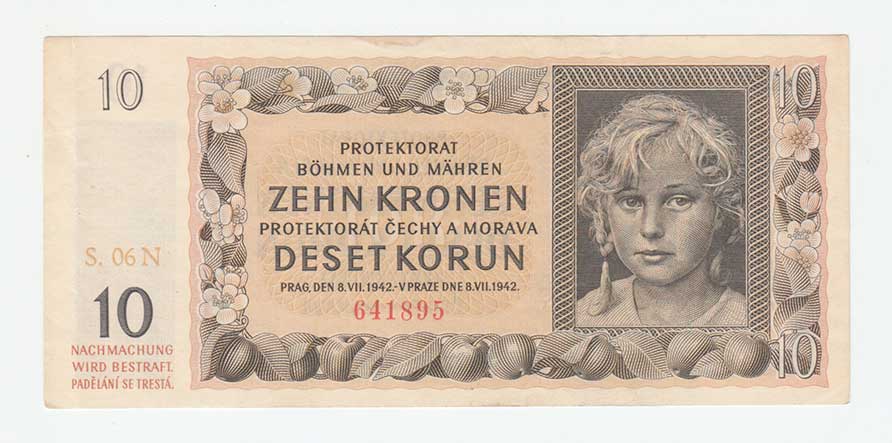 10
S. 06 N
10
NACHMACHUNG
WIRD BESTRAFT.
PADĚLÁNÍ SE TRESTÁ.
PROTEKTORAT
BÖHMEN UND MÄHREN
ZEHN KRONEN
PROTEKTORÁT ČECHY A MORAVA
DESET KORUN
PRAG, DEN 8. VII. 1942.-V PRAZE DNE 8. VII. 1942.
641895
10
10